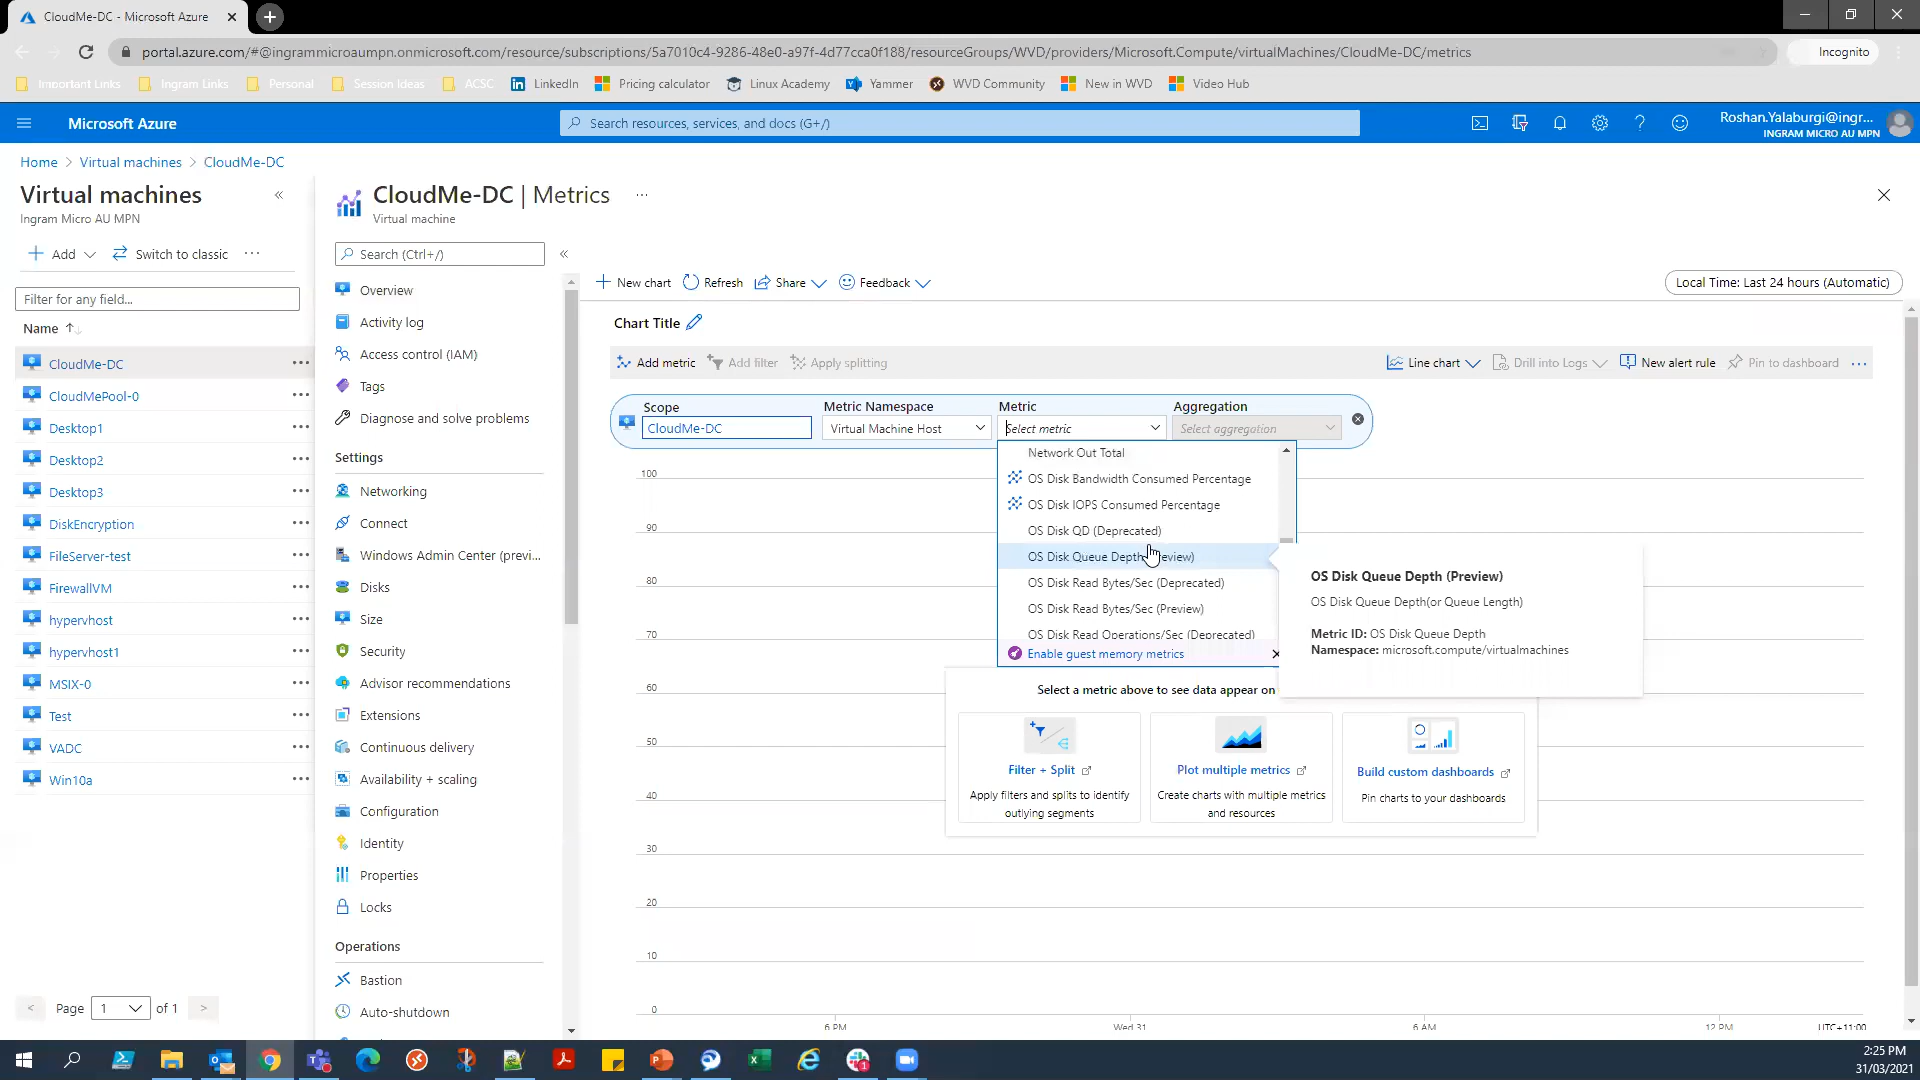 CloudMe-DC - Microsoft Azure
portal.azure.com/#@ingrammicroaumpn.onmicrosoft.com/resource/subscriptions/5a7010c4-9286-48e0-a97f-4d77cca0f188/resourceGroups/WVD/providers/Microsoft.Compute/virtualMachines/CloudMe-DC/metrics
Incognito
Important Links
Ingram Links
Personal
Session Ideas
ACSC
LinkedIn
Pricing calculator
Linux Academy
Yammer
WVD Community
New in WVD
Video Hub
Microsoft Azure
Search resources, services, and docs (G+/)
Roshan.Yalaburgi@ingr...
INGRAM MICRO AU MPN
Home > Virtual machines > CloudMe-DC
Virtual machines
Ingram Micro AU MPN
Add
Switch to classic
Filter for any field...
Name
CloudMe-DC
CloudMePool-0
Desktop1
Desktop2
Desktop3
DiskEncryption
FileServer-test
FirewallVM
hypervhost
hypervhost1
MSIX-0
Test
VADC
Win10a
< Page 1 of 1 >
CloudMe-DC | Metrics ...
Virtual machine
Search (Ctrl+/)
Overview
Activity log
Access control (IAM)
Tags
Diagnose and solve problems
Settings
Networking
Connect
Windows Admin Center (previ...
Disks
Size
Security
Advisor recommendations
Extensions
Continuous delivery
Availability + scaling
Configuration
Identity
Properties
Locks
Operations
Bastion
Auto-shutdown
New chart
Refresh
Share
Feedback
Local Time: Last 24 hours (Automatic)
Chart Title
Add metric
Add filter
Apply splitting
Line chart
Drill into Logs
New alert rule
Pin to dashboard
...
Scope
CloudMe-DC
Metric Namespace
Virtual Machine Host
Metric
Select metric
Aggregation
Select aggregation
Network Out Total
OS Disk Bandwidth Consumed Percentage
OS Disk IOPS Consumed Percentage
OS Disk QD (Deprecated)
OS Disk Queue Depth (Preview)
OS Disk Read Bytes/Sec (Deprecated)
OS Disk Read Bytes/Sec (Preview)
OS Disk Read Operations/Sec (Deprecated)
Enable guest memory metrics
OS Disk Queue Depth (Preview)
OS Disk Queue Depth(or Queue Length)
Metric ID: OS Disk Queue Depth
Namespace: microsoft.compute/virtualmachines
Select a metric above to see data appear on
Filter + Split
Apply filters and splits to identify
outlying segments
Plot multiple metrics
Create charts with multiple metrics
and resources
Build custom dashboards
Pin charts to your dashboards
100
90
80
70
60
50
40
30
20
10
0
6 PM
Wed 31
6 AM
12 PM
UTC+11:00
2:25 PM
31/03/2021